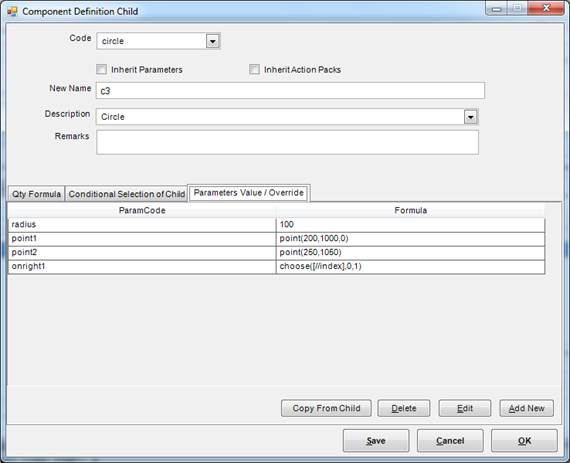 Component Definition Child
Code circle
Inherit Parameters Inherit Action Packs
New Name c3
Description Circle
Remarks
Qty Formula Conditional Selection of Child Parameters Value / Override
ParamCode Formula
radius 100
point1 point(200,1000,0)
point2 point(250,1050)
onright1 choose([//index],0,1)
Copy From Child Delete Edit Add New
Save Cancel OK